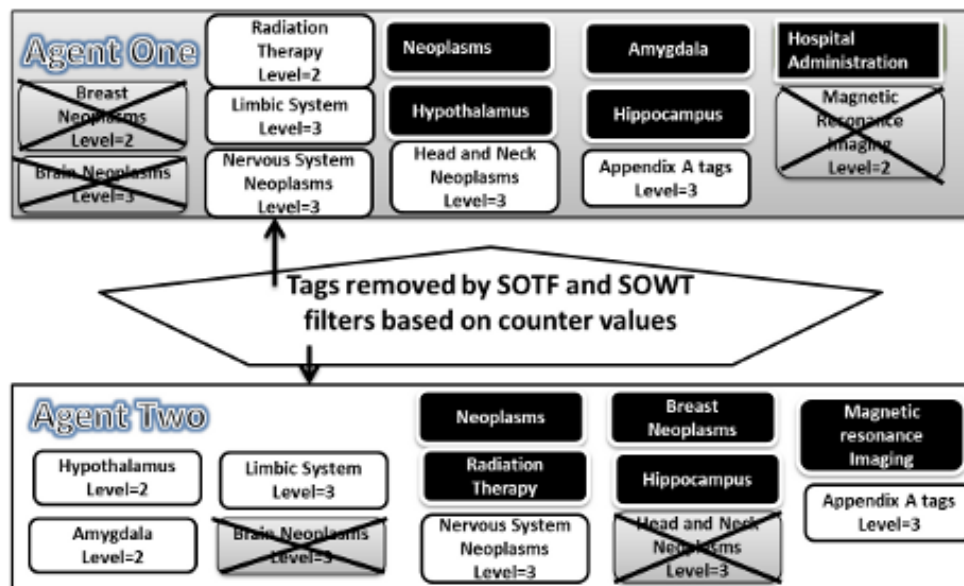 Agent One
Radiation
Therapy
Level=2
Neoplasms
Amygdala
Hospital
Administration
Breast
Neoplasms
Level=2
Limbic System
Level=3
Hypothalamus
Hippocampus
Magnetic
Resonance
Imaging
Level=2
Brain Neoplasms
Level=3
Nervous System
Neoplasms
Level=3
Head and Neck
Neoplasms
Level=3
Appendix A tags
Level=3
Tags removed by SOTF and SOWT
filters based on counter values
Agent Two
Neoplasms
Breast
Neoplasms
Magnetic
resonance
Imaging
Hypothalamus
Level=2
Limbic System
Level=3
Radiation
Therapy
Hippocampus
Appendix A tags
Level=3
Amygdala
Level=2
Brain Neoplasms
Level=3
Nervous System
Neoplasms
Level=3
Head and Neck
Neoplasms
Level=3